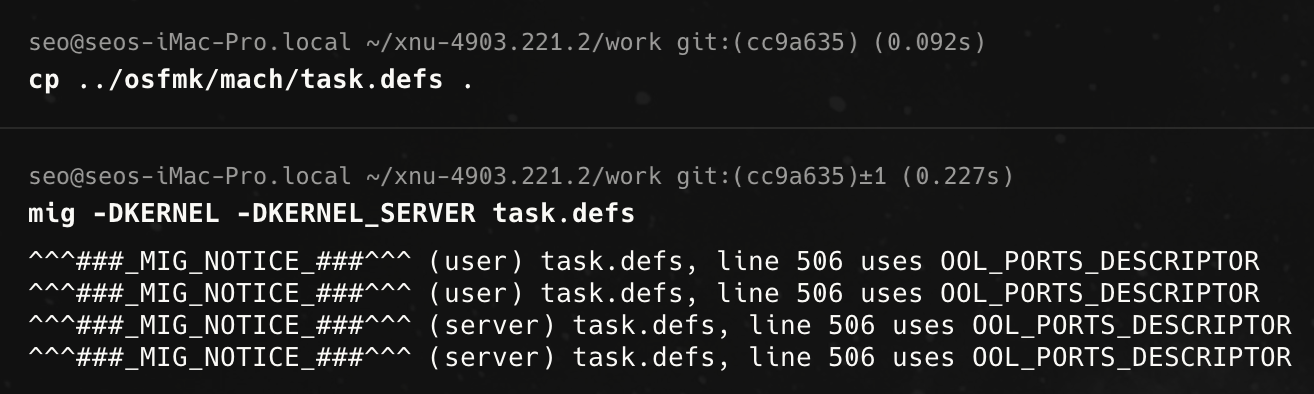 seo@seos-iMac-Pro.local ~/xnu-4903.221.2/work git:(cc9a635) (0.092s)
cp ../osfmk/mach/task.defs .
seo@seos-iMac-Pro.local ~/xnu-4903.221.2/work git:(cc9a635)±1 (0.227s)
mig -DKERNEL -DKERNEL_SERVER task.defs
^^^###_MIG_NOTICE_###^^^ (user) task.defs, line 506 uses OOL_PORTS_DESCRIPTOR
^^^###_MIG_NOTICE_###^^^ (user) task.defs, line 506 uses OOL_PORTS_DESCRIPTOR
^^^###_MIG_NOTICE_###^^^ (server) task.defs, line 506 uses OOL_PORTS_DESCRIPTOR
^^^###_MIG_NOTICE_###^^^ (server) task.defs, line 506 uses OOL_PORTS_DESCRIPTOR